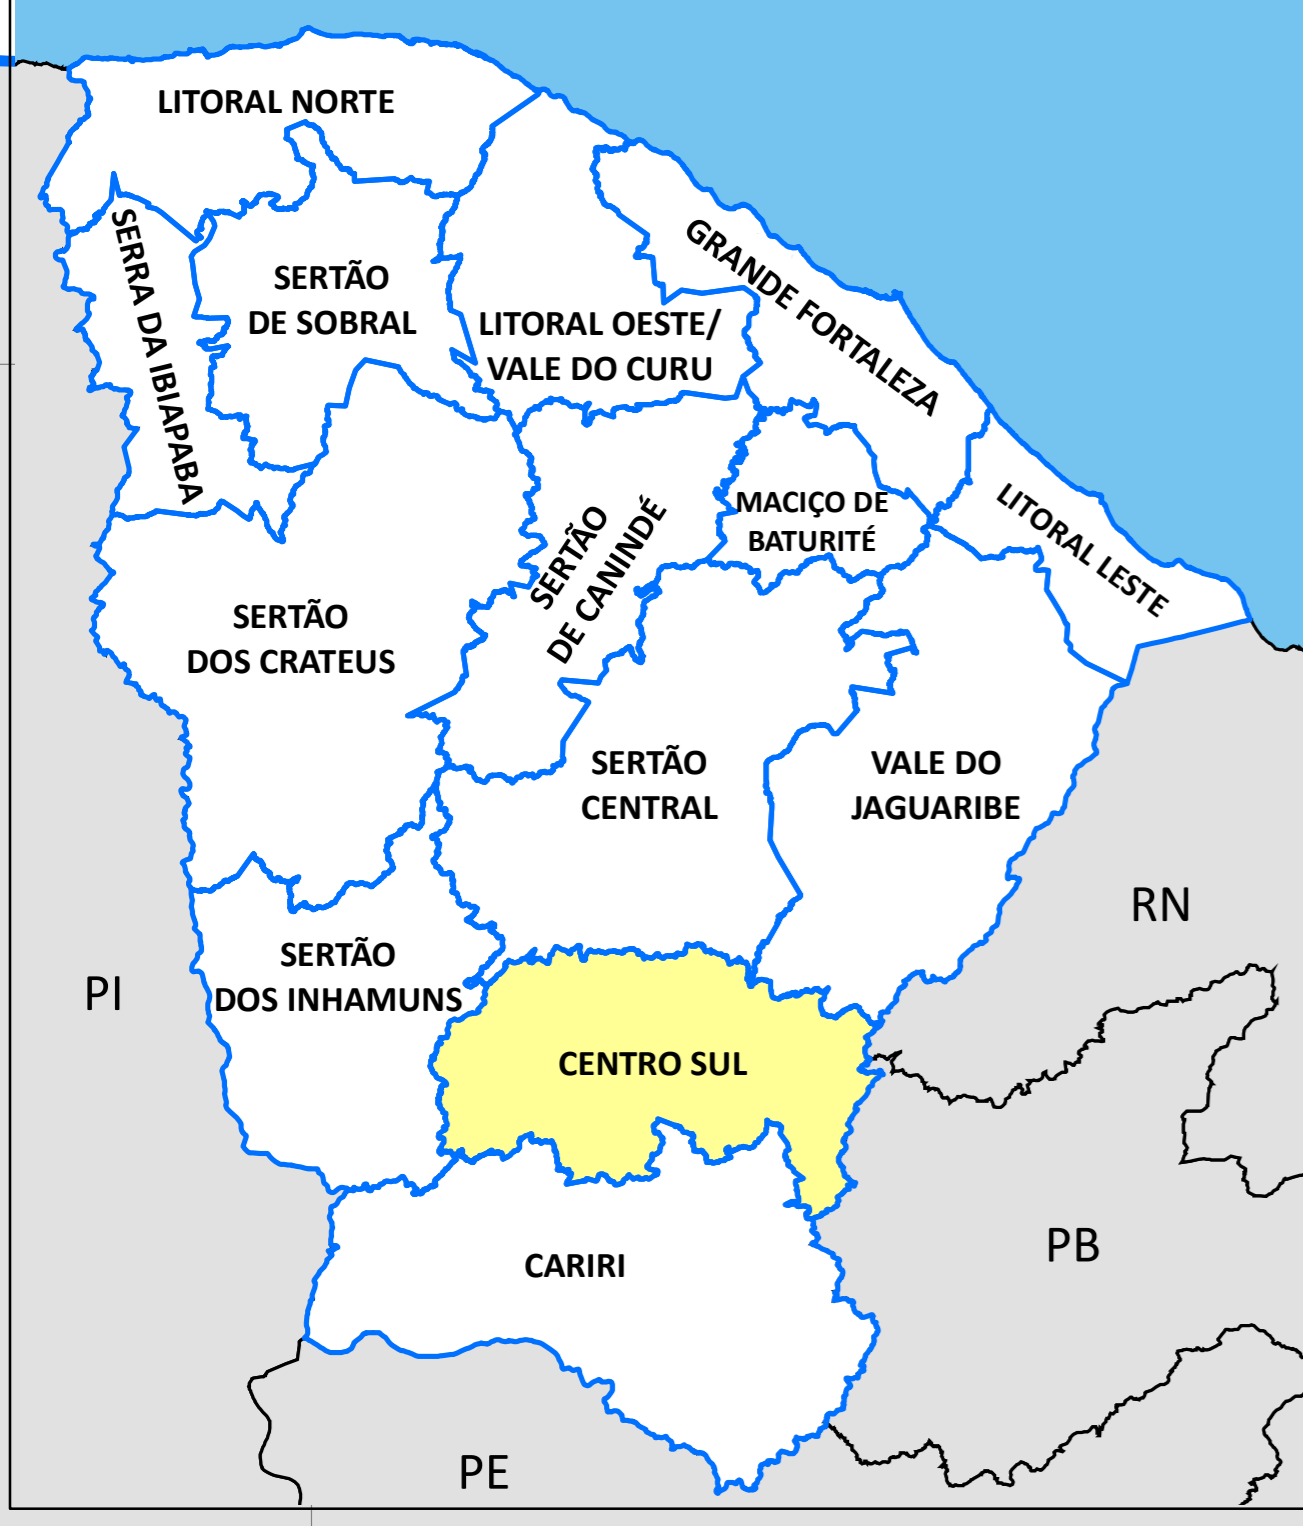 LITORAL NORTE
SERRA DA IBIAPABA
SERTÃO
DE SOBRAL
LITORAL OESTE/
VALE DO CURU
GRANDE FORTALEZA
MACIÇO DE
BATURITÉ
LITORAL LESTE
SERTÃO
DE CANINDÉ
SERTÃO
DOS CRATEUS
SERTÃO
CENTRAL
VALE DO
JAGUARIBE
RN
SERTÃO
DOS INHAMUNS
PI
CENTRO SUL
PB
CARIRI
PE